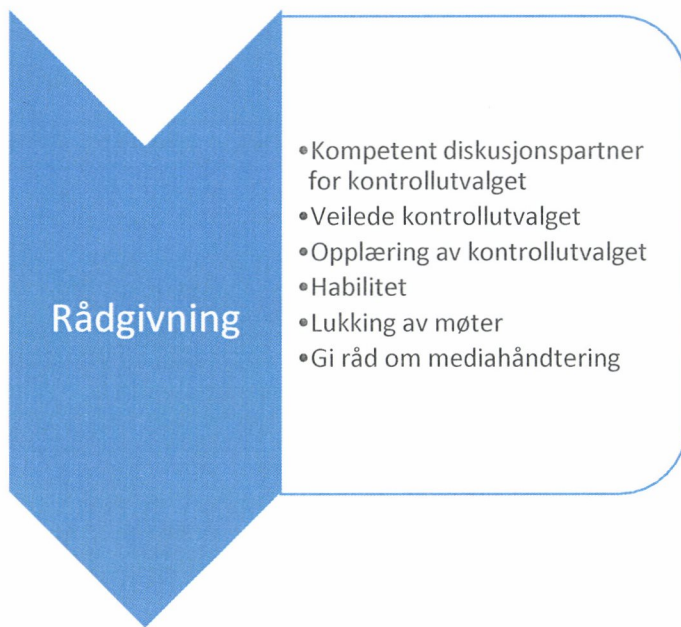 Rådgivning
•Kompetent diskusjonspartner
for kontrollutvalget
•Veilede kontrollutvalget
•Opplæring av kontrollutvalget
•Habilitet
•Lukking av møter
•Gi råd om mediahåndtering